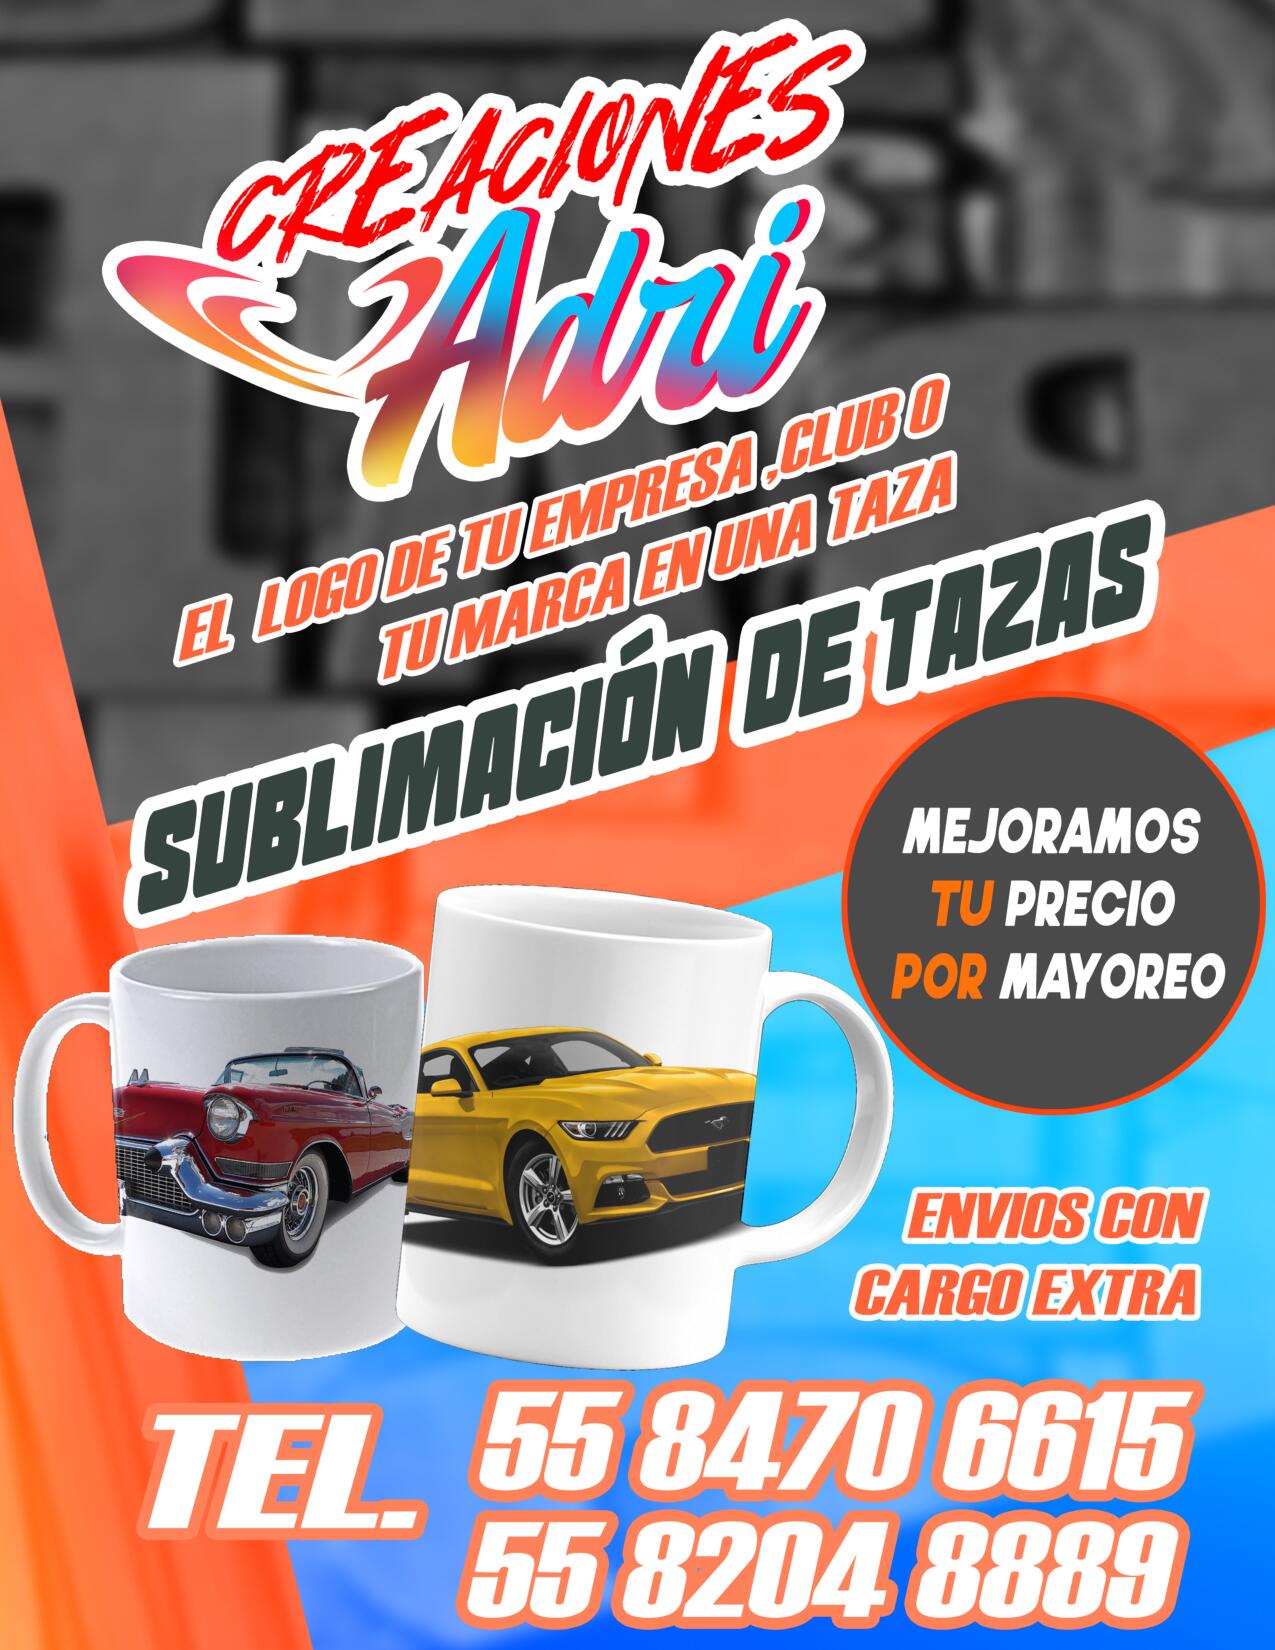 CREACIONES
Adri
EL LOGO DE TU EMPRESA ,CLUB O
TU MARCA EN UNA TAZA
SUBLIMACIÓN DE TAZAS
MEJORAMOS
TU PRECIO
POR MAYOREO
ENVIOS CON
CARGO EXTRA
TEL. 55 8470 6615
55 8204 8889